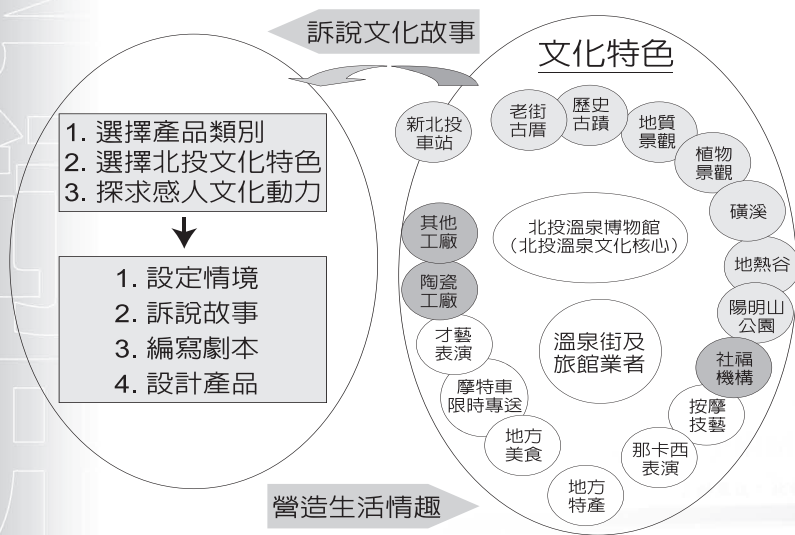 訴說文化故事
1. 選擇產品類別
2. 選擇北投文化特色
3. 探求感人文化動力
1. 設定情境
2. 訴說故事
3. 編寫劇本
4. 設計產品
營造生活情趣
文化特色
新北投
車站
老街
古厝
歷史
古蹟
地質
景觀
植物
景觀
磺溪
地熱谷
陽明山
公園
社福
機構
按摩
技藝
那卡西
表演
地方
特產
地方
美食
摩特車
限時專送
才藝
表演
陶瓷
工廠
其他
工廠
北投溫泉博物館
（北投溫泉文化核心）
溫泉街及
旅館業者